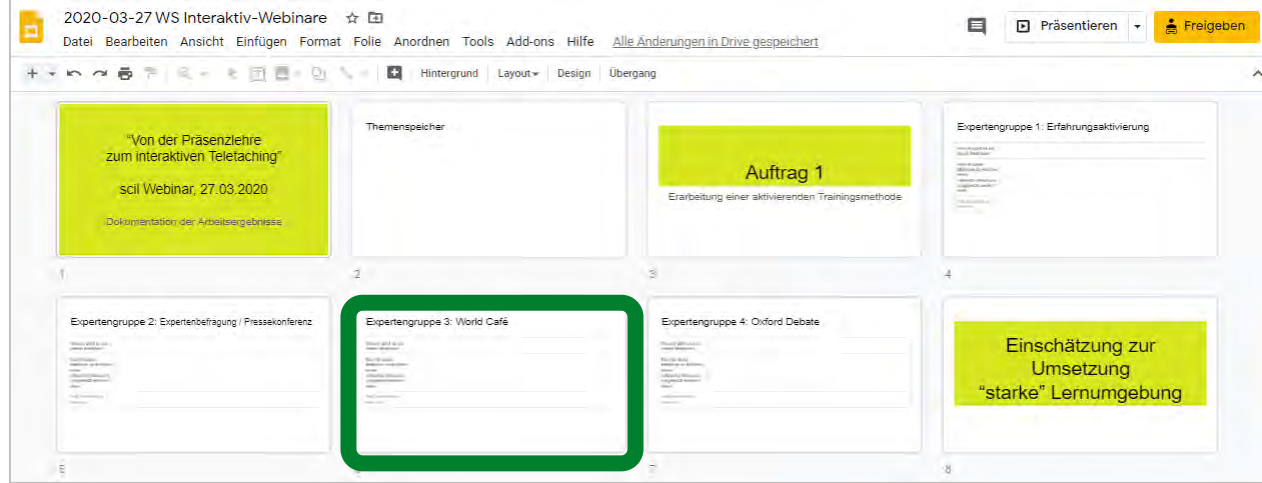 2020-03-27 WS Interaktiv-Webinare
Datei Bearbeiten Ansicht Einfügen Format Folie Anordnen Tools Add-ons Hilfe Alle Änderungen in Drive gespeichert
Präsentieren
Freigeben
Hintergrund Layout Design Übergang
"Von der Präsenzlehre
zum interaktiven Teletaching"
scil Webinar, 27.03.2020
Dokumentation der Arbeitsergebnisse
1
Themenspeicher
2
Auftrag 1
Erarbeitung einer aktivierenden Trainingsmethode
3
Expertengruppe 1: Erfahrungsaktivierung
4
Expertengruppe 2: Expertenbefragung / Pressekonferenz
5
Expertengruppe 3: World Café
Expertengruppe 4: Oxford Debate
7
Einschätzung zur
Umsetzung
"starke" Lernumgebung
8